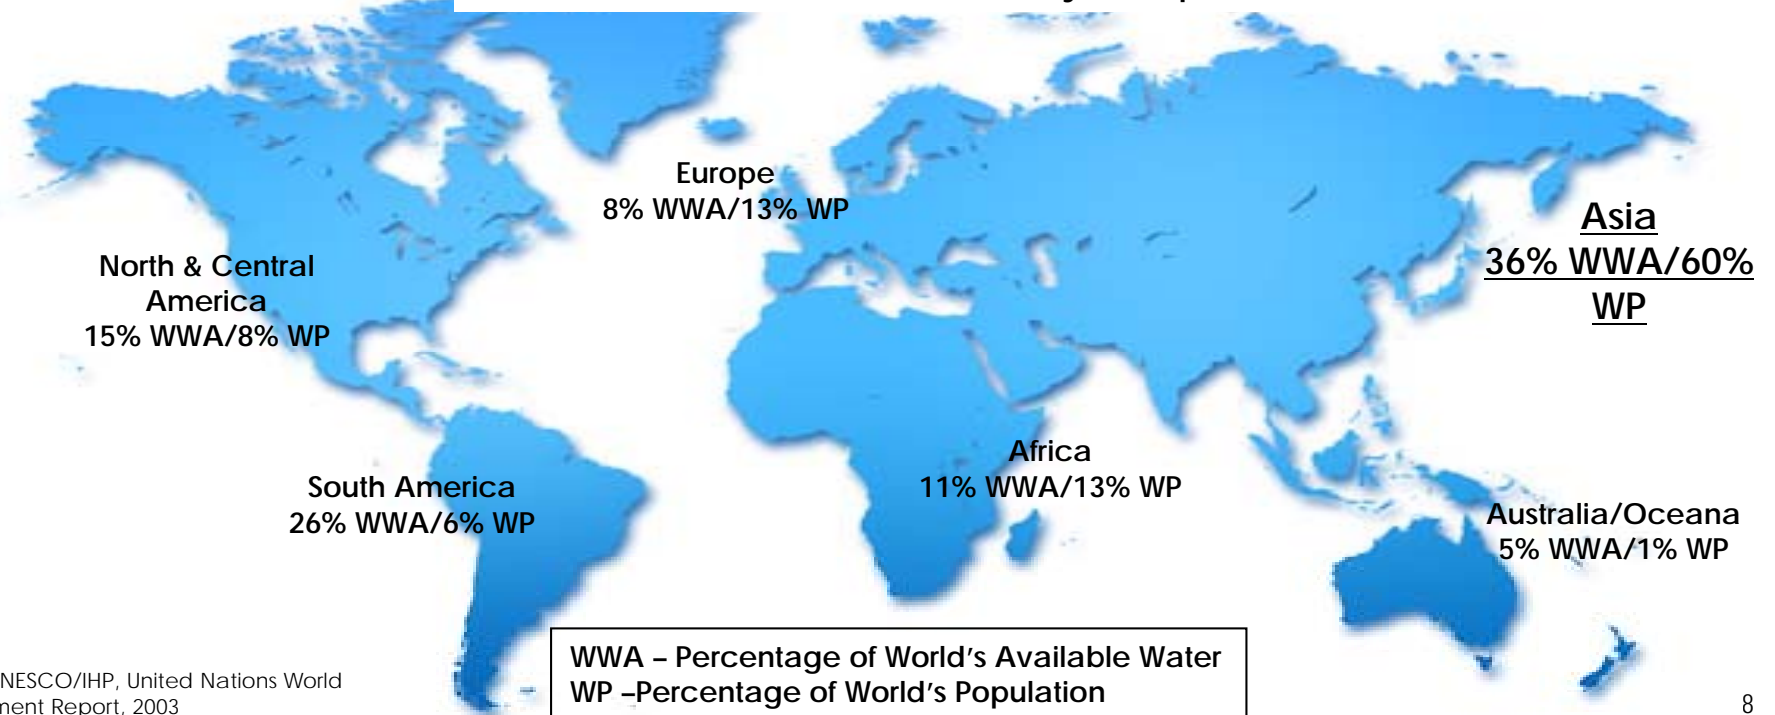 Europe
8% WWA/13% WP
Asia
36% WWA/60%
WP
North & Central
America
15% WWA/8% WP
Africa
11% WWA/13% WP
South America
26% WWA/6% WP
Australia/Oceana
5% WWA/1% WP
WWA – Percentage of World's Available Water
WP –Percentage of World's Population
NESCO/IHP, United Nations World
ment Report, 2003
8